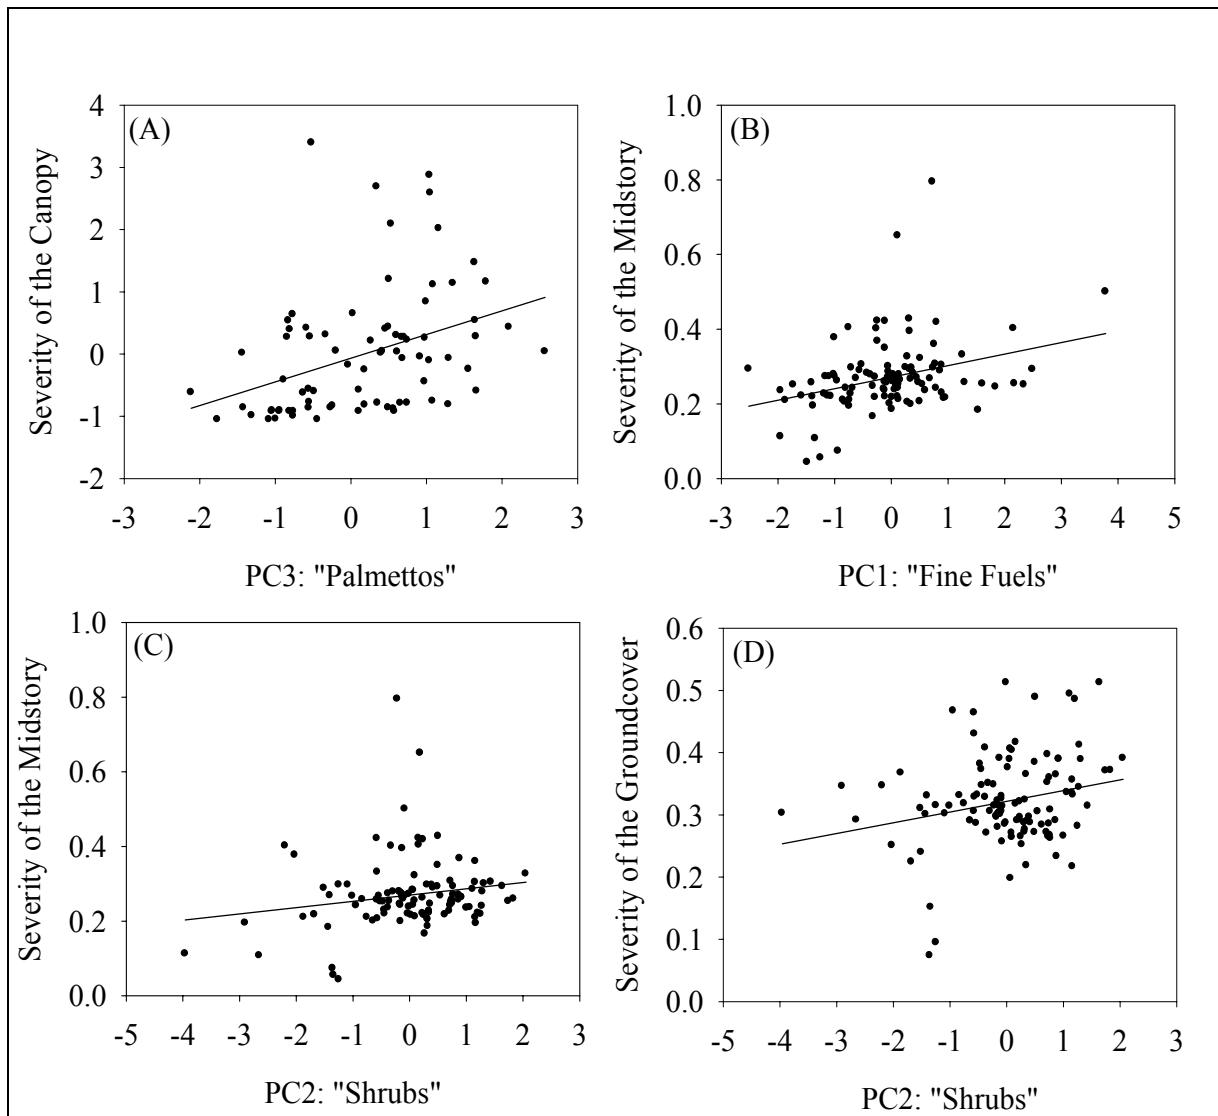 (A)
4
3
2
1
0
-1
-2
Severity of the Canopy
-3 -2 -1 0 1 2 3
PC3: "Palmettos"
(B)
1.0
0.8
0.6
0.4
0.2
0.0
Severity of the Midstory
-3 -2 -1 0 1 2 3 4 5
PC1: "Fine Fuels"
(C)
1.0
0.8
0.6
0.4
0.2
0.0
Severity of the Midstory
-5 -4 -3 -2 -1 0 1 2 3
PC2: "Shrubs"
(D)
0.6
0.5
0.4
0.3
0.2
0.1
0.0
Severity of the Groundcover
-5 -4 -3 -2 -1 0 1 2 3
PC2: "Shrubs"